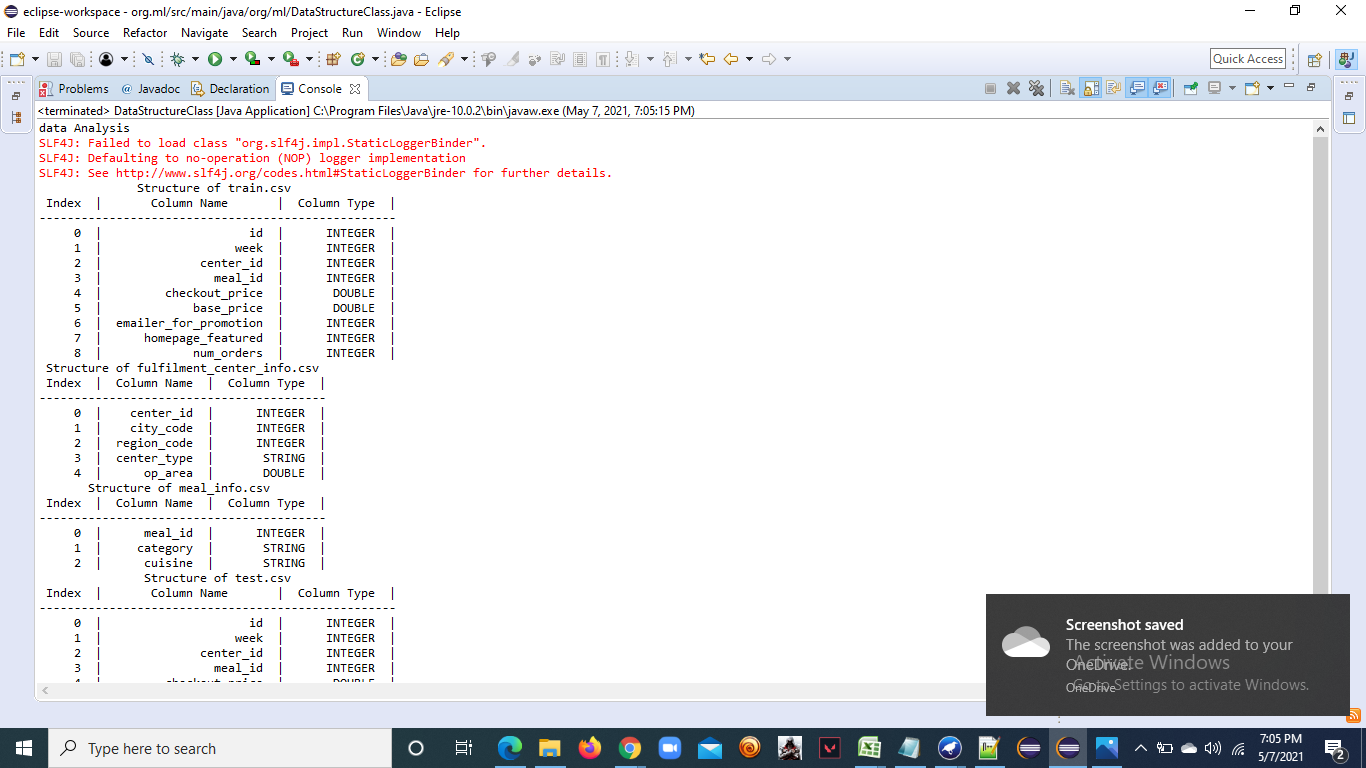 eclipse-workspace - org.ml/src/main/java/org/ml/DataStructureClass.java - Eclipse
File Edit Source Refactor Navigate Search Project Run Window Help
Quick Access
Problems @ Javadoc Declaration Console
<terminated> DataStructureClass [Java Application] C:\Program Files\Java\jre-10.0.2\bin\javaw.exe (May 7, 2021, 7:05:15 PM)
data Analysis
SLF4J: Failed to load class "org.slf4j.impl.StaticLoggerBinder".
SLF4J: Defaulting to no-operation (NOP) logger implementation
SLF4J: See http://www.slf4j.org/codes.html#StaticLoggerBinder for further details.
Structure of train.csv
Index | Column Name | Column Type |
---------------------------------------------------
0 | id | INTEGER |
1 | week | INTEGER |
2 | center_id | INTEGER |
3 | meal_id | INTEGER |
4 | checkout_price | DOUBLE |
5 | base_price | DOUBLE |
6 | emailer_for_promotion | INTEGER |
7 | homepage_featured | INTEGER |
8 | num_orders | INTEGER |
Structure of fulfilment_center_info.csv
Index | Column Name | Column Type |
-----------------------------------------
0 | center_id | INTEGER |
1 | city_code | INTEGER |
2 | region_code | INTEGER |
3 | center_type | STRING |
4 | op_area | DOUBLE |
Structure of meal_info.csv
Index | Column Name | Column Type |
-----------------------------------------
0 | meal_id | INTEGER |
1 | category | STRING |
2 | cuisine | STRING |
Structure of test.csv
Index | Column Name | Column Type |
---------------------------------------------------
0 | id | INTEGER |
1 | week | INTEGER |
2 | center_id | INTEGER |
3 | meal_id | INTEGER |
4 | checkout_price | DOUBLE |
Screenshot saved
The screenshot was added to your
OneDrive.
OneDrive
Activate Windows
Go to Settings to activate Windows.
Type here to search
7:05 PM
5/7/2021
2